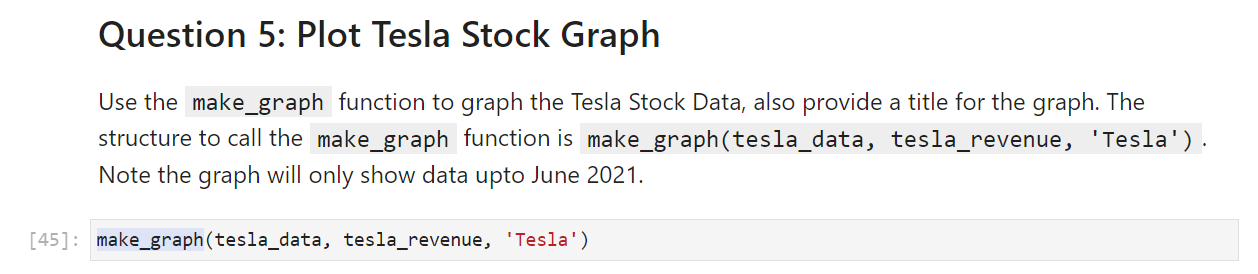 Question 5: Plot Tesla Stock Graph
Use the make_graph function to graph the Tesla Stock Data, also provide a title for the graph. The
structure to call the make_graph function is make_graph(tesla_data, tesla_revenue, 'Tesla').
Note the graph will only show data upto June 2021.
[45]: make_graph(tesla_data, tesla_revenue, 'Tesla')